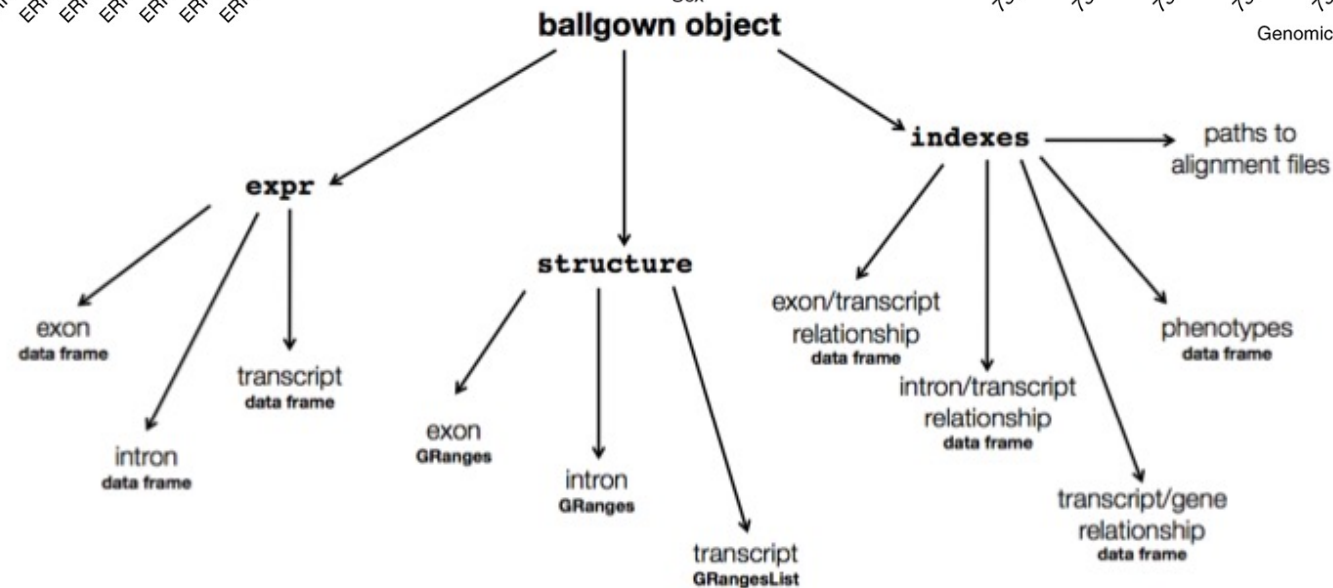 ballgown object
Genomic
indexes
paths to
alignment files
expr
structure
exon
data frame
transcript
data frame
intron
data frame
exon
GRanges
intron
GRanges
transcript
GRangesList
exon/transcript
relationship
data frame
intron/transcript
relationship
data frame
transcript/gene
relationship
data frame
phenotypes
data frame